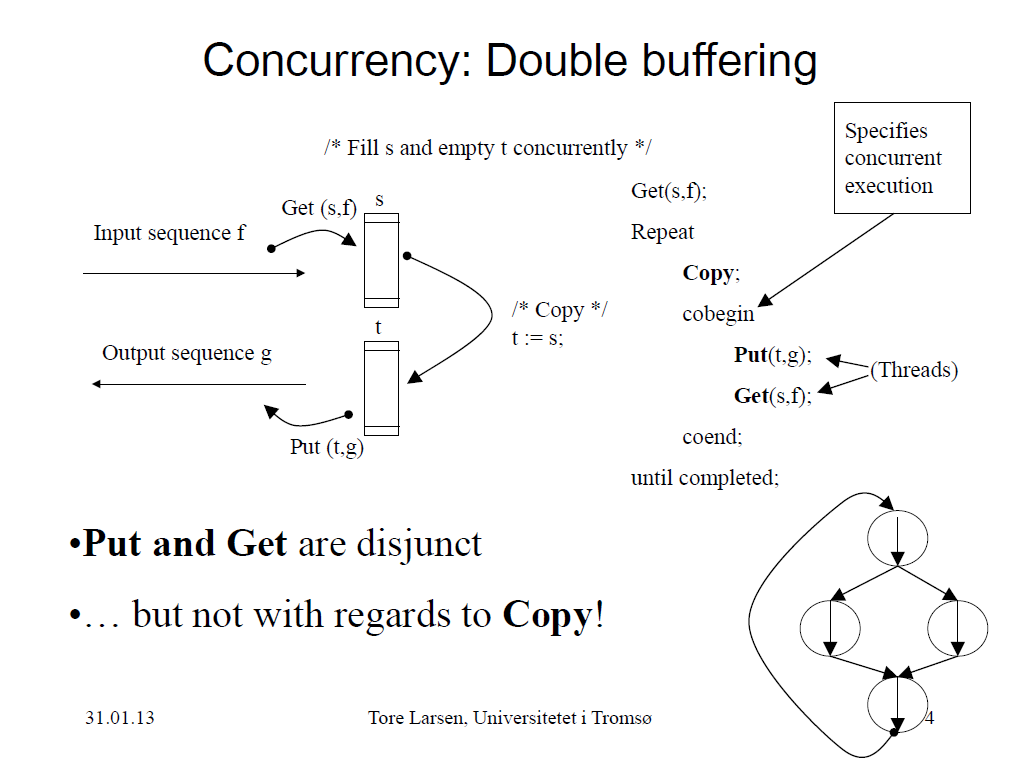 Concurrency: Double buffering
/* Fill s and empty t concurrently */
Specifies
concurrent
execution
Get (s,f)
s
Input sequence f
t
Output sequence g
Put (t,g)
/* Copy */
t := s;
Get(s,f);
Repeat
Copy;
cobegin
Put(t,g);
(Threads)
Get(s,f);
coend;
until completed;
•Put and Get are disjunct
•… but not with regards to Copy!
31.01.13
Tore Larsen, Universitetet i Tromsø
4